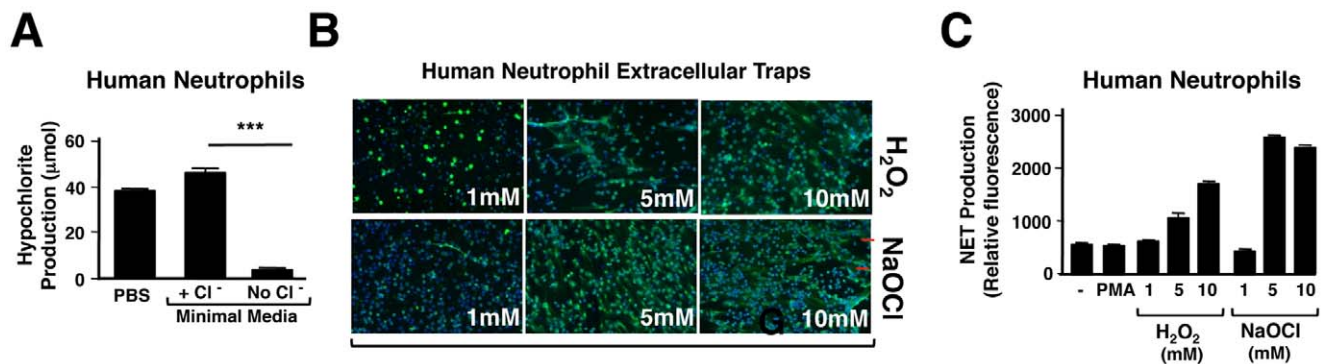 A
Human Neutrophils
Hypochlorite
Production (μmol)
60
40
20
0
***
PBS
+ Cl -
No Cl -
Minimal Media
B
Human Neutrophil Extracellular Traps
1mM
5mM
10mM
H2O2
1mM
5mM
G
10mM
NaOCl
C
Human Neutrophils
NET Production
(Relative fluorescence)
3000
2000
1000
0
- PMA 1 5 10 1 5 10
H2O2
(mM)
NaOCl
(mM)